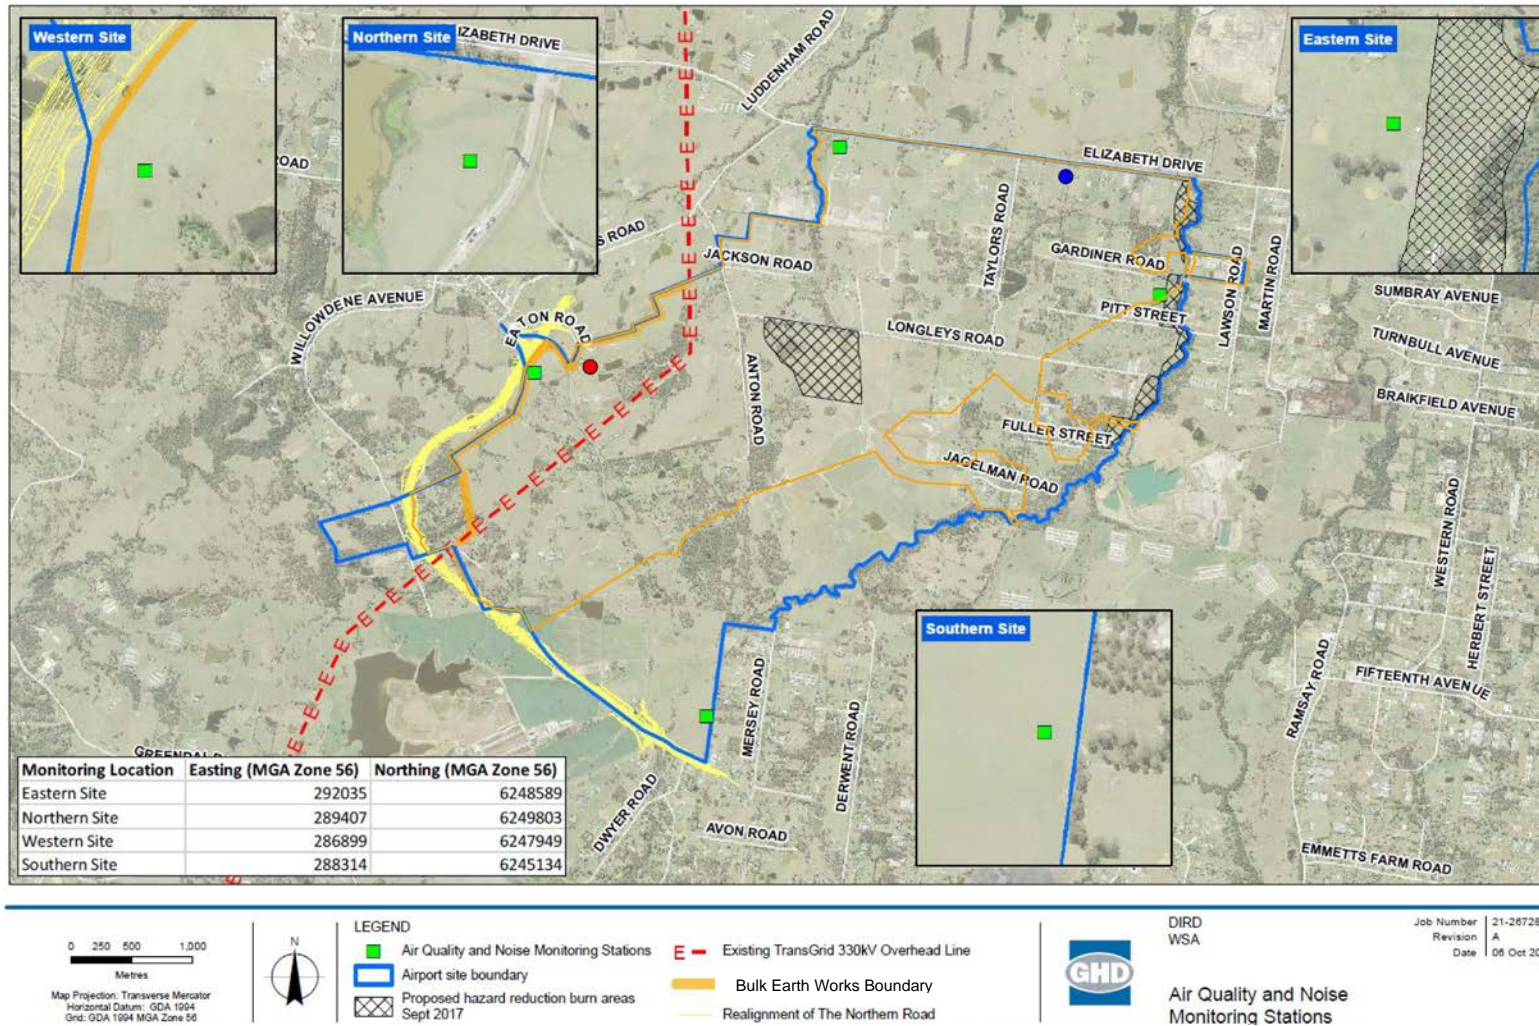 Western Site
Northern Site
IZABETH DRIVE
Eastern Site
LUDDENHAM ROAD
ELIZABETH DRIVE
ROAD
S ROAD
JACKSON ROAD
TAYLORS ROAD
GARDINER ROAD
LAWSON ROAD
MARTIN ROAD
PITT STREET
SUMBRAY AVENUE
WILLOWDENE AVENUE
EATON ROAD
LONGLEYS ROAD
TURNBULL AVENUE
ANTON ROAD
BRAIKFIELD AVENUE
FULLER STREET
JAGELMAN ROAD
WESTERN ROAD
HERBERT STREET
Southern Site
RAMSAY ROAD
FIFTEENTH AVENUE
MERSEY ROAD
DERWENT ROAD
DWYER ROAD
AVON ROAD
EMMETTS FARM ROAD
Monitoring Location Easting (MGA Zone 56) Northing (MGA Zone 56)
Eastern Site 292035 6248589
Northern Site 289407 6249803
Western Site 286899 6247949
Southern Site 288314 6245134
0 250 500 1,000
Metres
Map Projection: Transverse Mercator
Horizontal Datum: GDA 1994
Grid: GDA 1994 MGA Zone 56
N
LEGEND
Air Quality and Noise Monitoring Stations
Airport site boundary
Proposed hazard reduction burn areas
Sept 2017
E Existing TransGrid 330kV Overhead Line
Bulk Earth Works Boundary
Realignment of The Northern Road
GHD
DIRD
WSA
Job Number 21-26728
Revision A
Date 06 Oct 20
Air Quality and Noise
Monitoring Stations